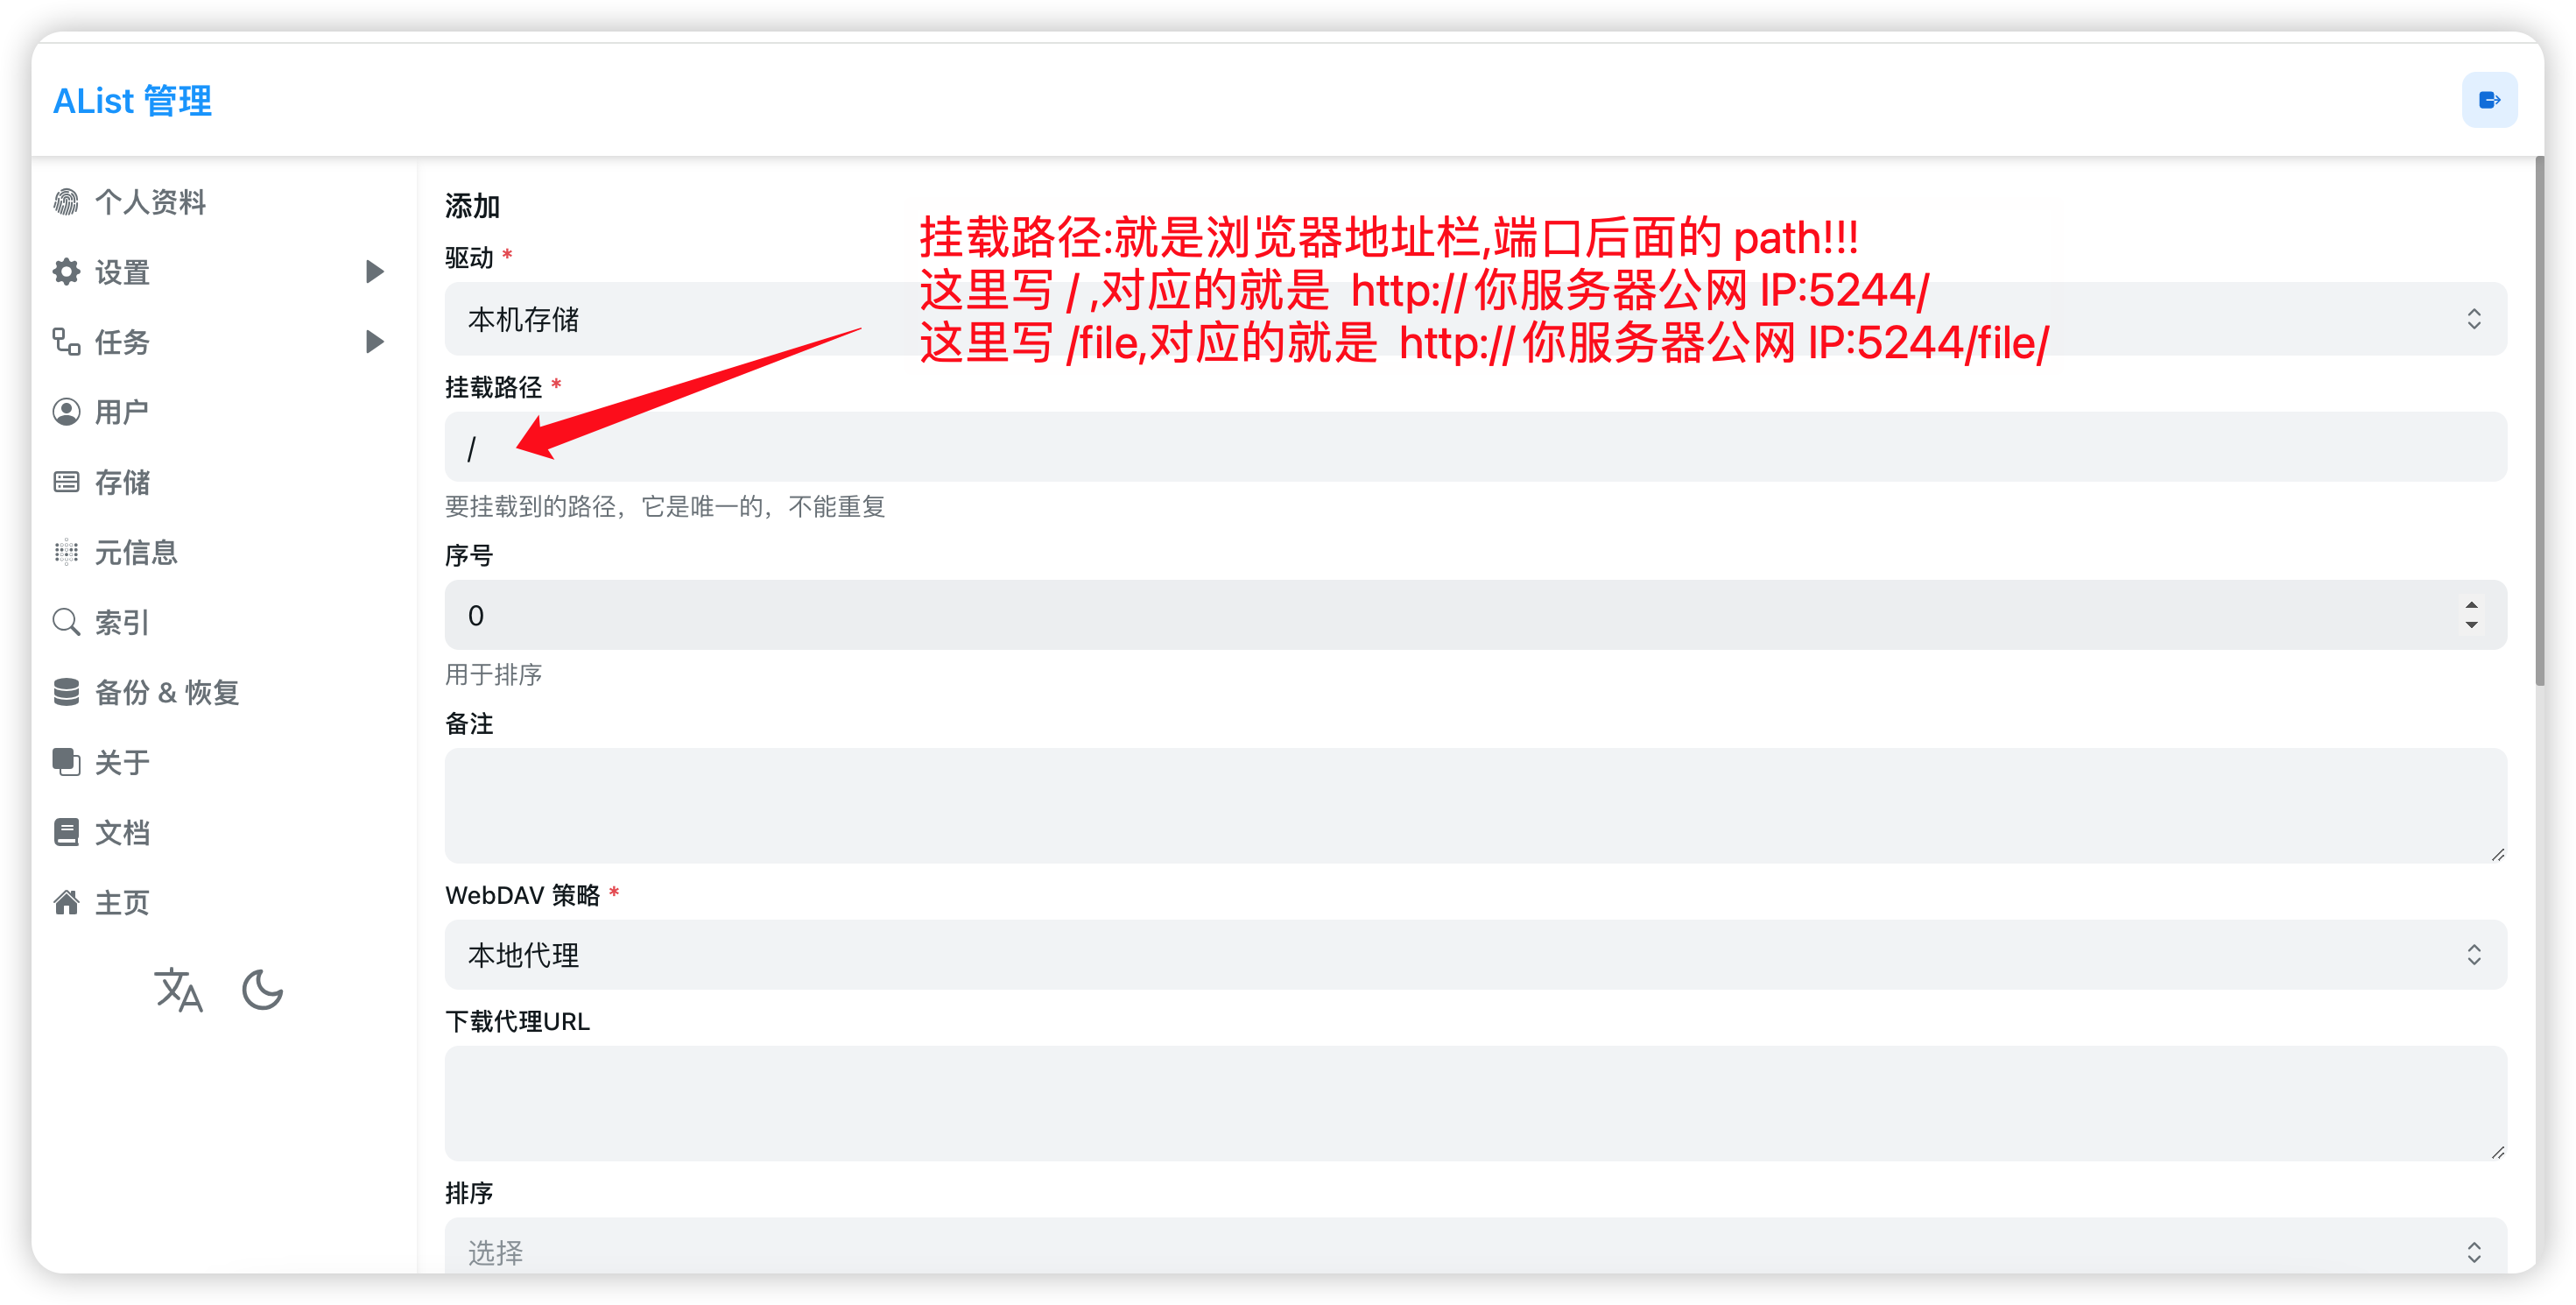 AList 管理
个人资料
设置
任务
用户
存储
元信息
索引
备份 & 恢复
关于
文档
主页
添加
挂载路径:就是浏览器地址栏,端口后面的 path!!!
驱动 *
这里写 / ,对应的就是 http:// 你服务器公网 IP:5244/
本机存储
这里写 /file,对应的就是 http:// 你服务器公网 IP:5244/file/
挂载路径 *
/
要挂载到的路径，它是唯一的，不能重复
序号
0
用于排序
备注
WebDAV 策略 *
本地代理
下载代理URL
排序
选择